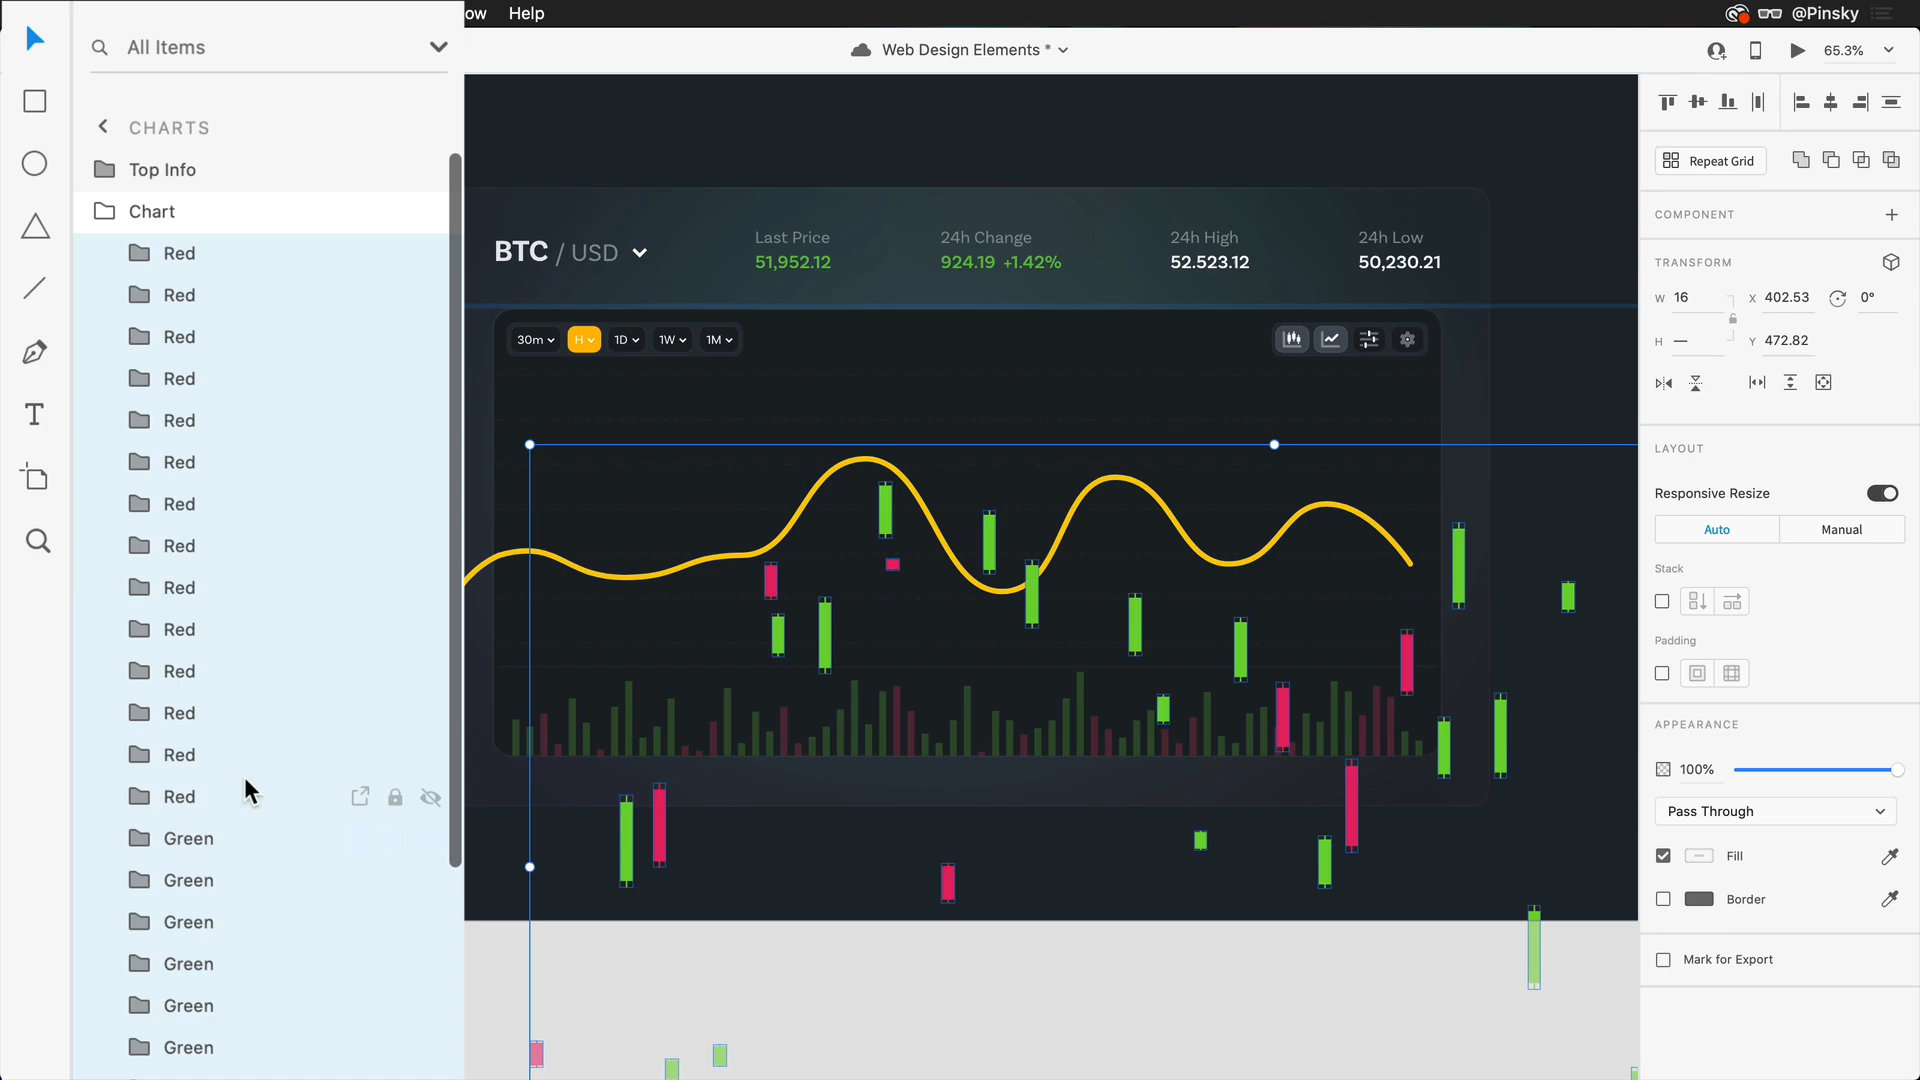 ow Help @Pinsky
Web Design Elements * 65.3%
All Items
CHARTS
Top Info
Chart
Red
Red
Red
Red
Red
Red
Red
Red
Red
Red
Red
Red
Red
Red
Green
Green
Green
Green
Green
Green
BTC / USD
Last Price
51,952.12
24h Change
924.19 +1.42%
24h High
52.523.12
24h Low
50,230.21
30m H 1D 1W 1M
Repeat Grid
COMPONENT
TRANSFORM
W 16 X 402.53 0°
H — Y 472.82
LAYOUT
Responsive Resize
Auto Manual
Stack
Padding
APPEARANCE
100%
Pass Through
Fill
Border
Mark for Export